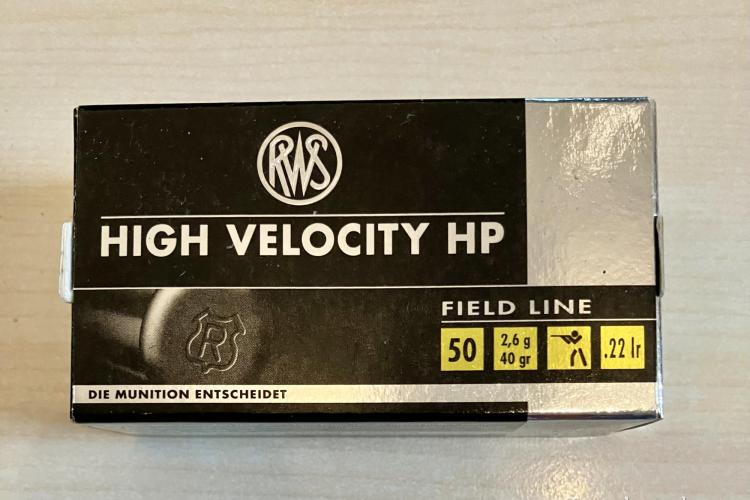 RWS
HIGH VELOCITY HP
FIELD LINE
50
2,6 g
40 gr
.22 lr
R
DIE MUNITION ENTSCHEIDET